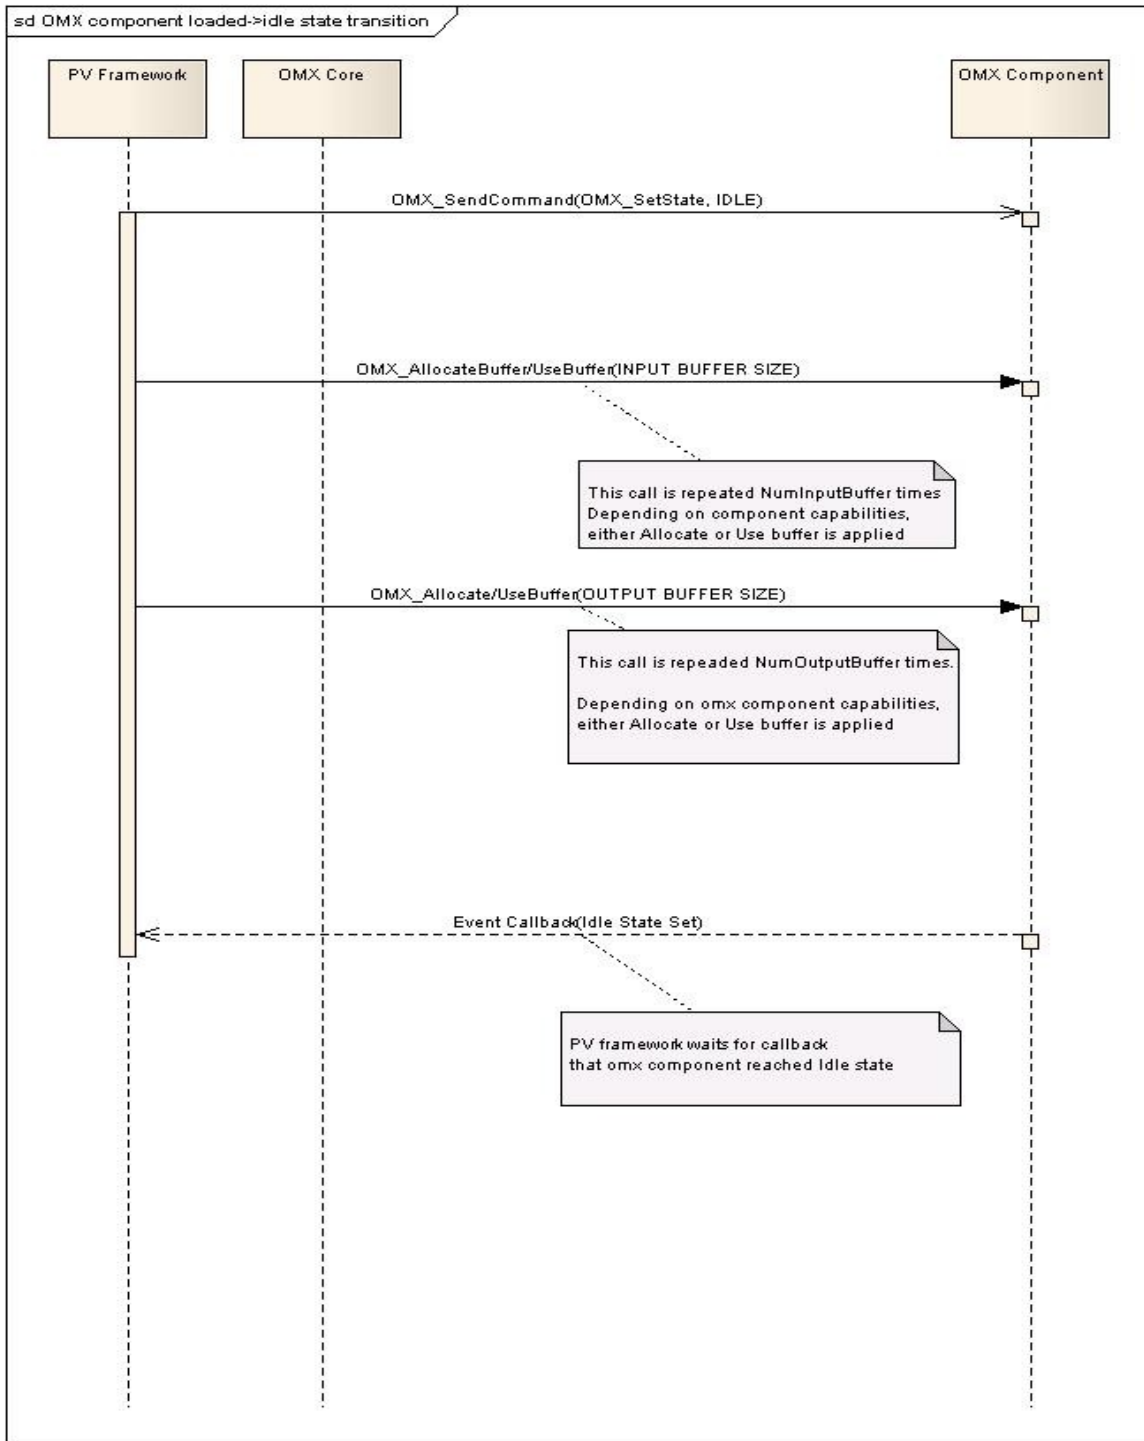 sd OMX component loaded->idle state transition
PV Framework
OMX Core
OMX Component
OMX_SendCommand(OMX_SetState, IDLE)
OMX_AllocateBuffer/UseBuffer(INPUT BUFFER SIZE)
This call is repeated NumInputBuffer times
Depending on component capabilities,
either Allocate or Use buffer is applied
OMX_Allocate/UseBuffer(OUTPUT BUFFER SIZE)
This call is repeaded NumOutputBuffer times.
Depending on omx component capabilities,
either Allocate or Use buffer is applied
Event Callback(Idle State Set)
PV framework waits for callback
that omx component reached Idle state